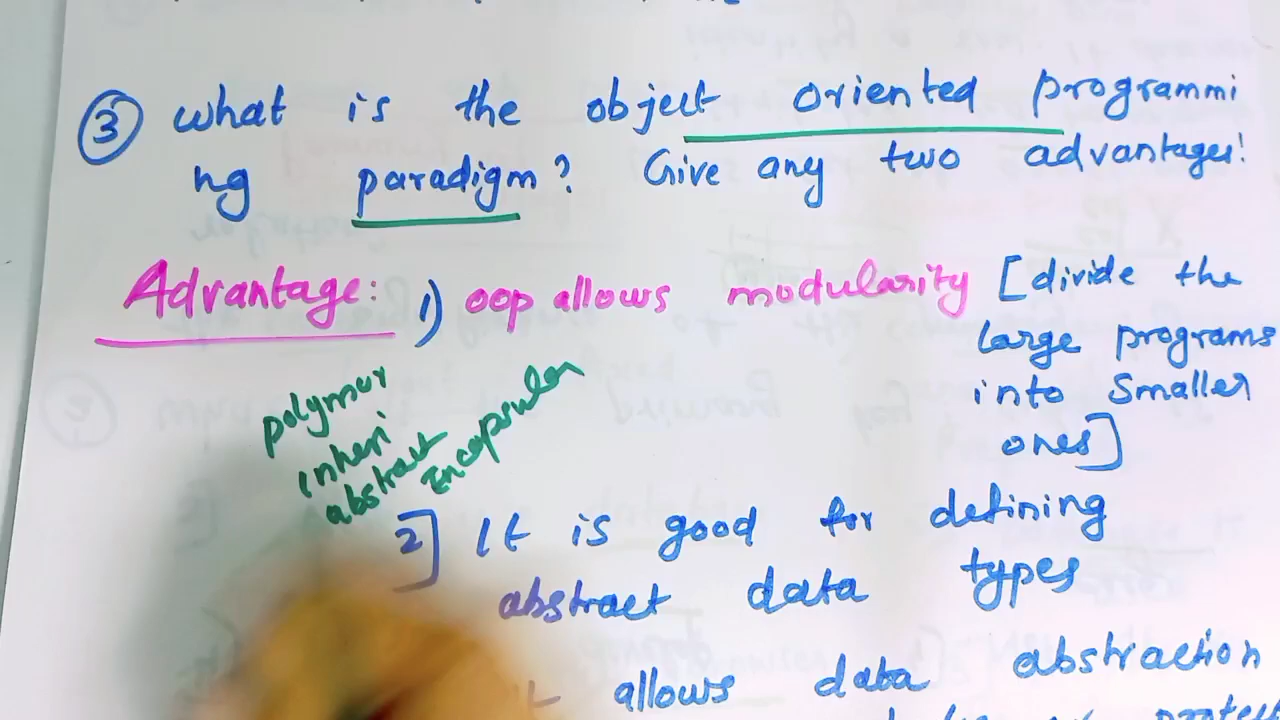 ③ what is the object oriented programmi
ng paradigm? Give any two advantages!
Advantage: 1) oop allows modularity [divide the
large programs
into smaller
ones]
polymor
inheri
abstract
Encapsulan
2] It is good for defining
abstract data types
allows data abstraction